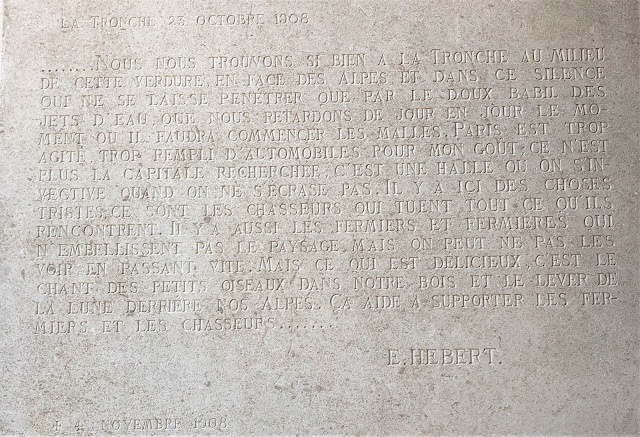 LA TRONCHE 23 OCTOBRE 1908
........NOUS NOUS TROUVONS SI BIEN A LA TRONCHE AU MILIEU
DE CETTE VERDURE, EN FACE DES ALPES ET DANS CE SILENCE
QUI NE SE LAISSE PENÉTRER QUE PAR LE DOUX BABIL DES
JETS D'EAU, QUE NOUS RETARDONS DE JOUR EN JOUR LE MO-
MENT OU IL FAUDRA COMMENCER LES MALLES. PARIS EST TROP
AGITÉ, TROP REMPLI D'AUTOMOBILES POUR MON GOÛT. CE N'EST
PLUS LA CAPITALE RECHERCHÉE, C'EST UNE HALLE OU ON S'IN-
VECTIVE QUAND ON NE S'ECRASE PAS. IL Y A ICI DES CHOSES
TRISTES: CE SONT LES CHASSEURS QUI TUENT TOUT CE QU'ILS
RENCONTRENT. IL Y A AUSSI LES FERMIERS ET FERMIÈRES QUI
N'EMBELLISSENT PAS LE PAYSAGE, MAIS ON PEUT NE PAS LES
VOIR EN PASSANT VITE. MAIS CE QUI EST DÉLICIEUX, C'EST LE
CHANT DES PETITS OISEAUX DANS NOTRE BOIS ET LE LEVER DE
LA LUNE DERRIERE NOS ALPES. ÇA AIDE A SUPPORTER LES FER-
MIERS ET LES CHASSEURS........
E. HEBERT.
+ 4 NOVEMBRE 1908